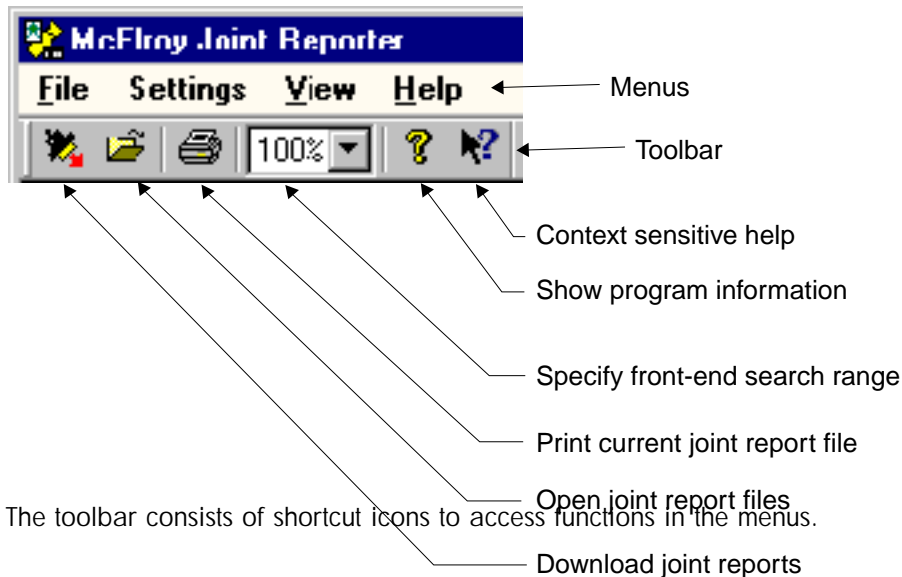 McElroy Joint Reporter
File Settings View Help
Menus
100%
Toolbar
Context sensitive help
Show program information
Specify front-end search range
Print current joint report file
Open joint report files
The toolbar consists of shortcut icons to access functions in the menus.
Download joint reports